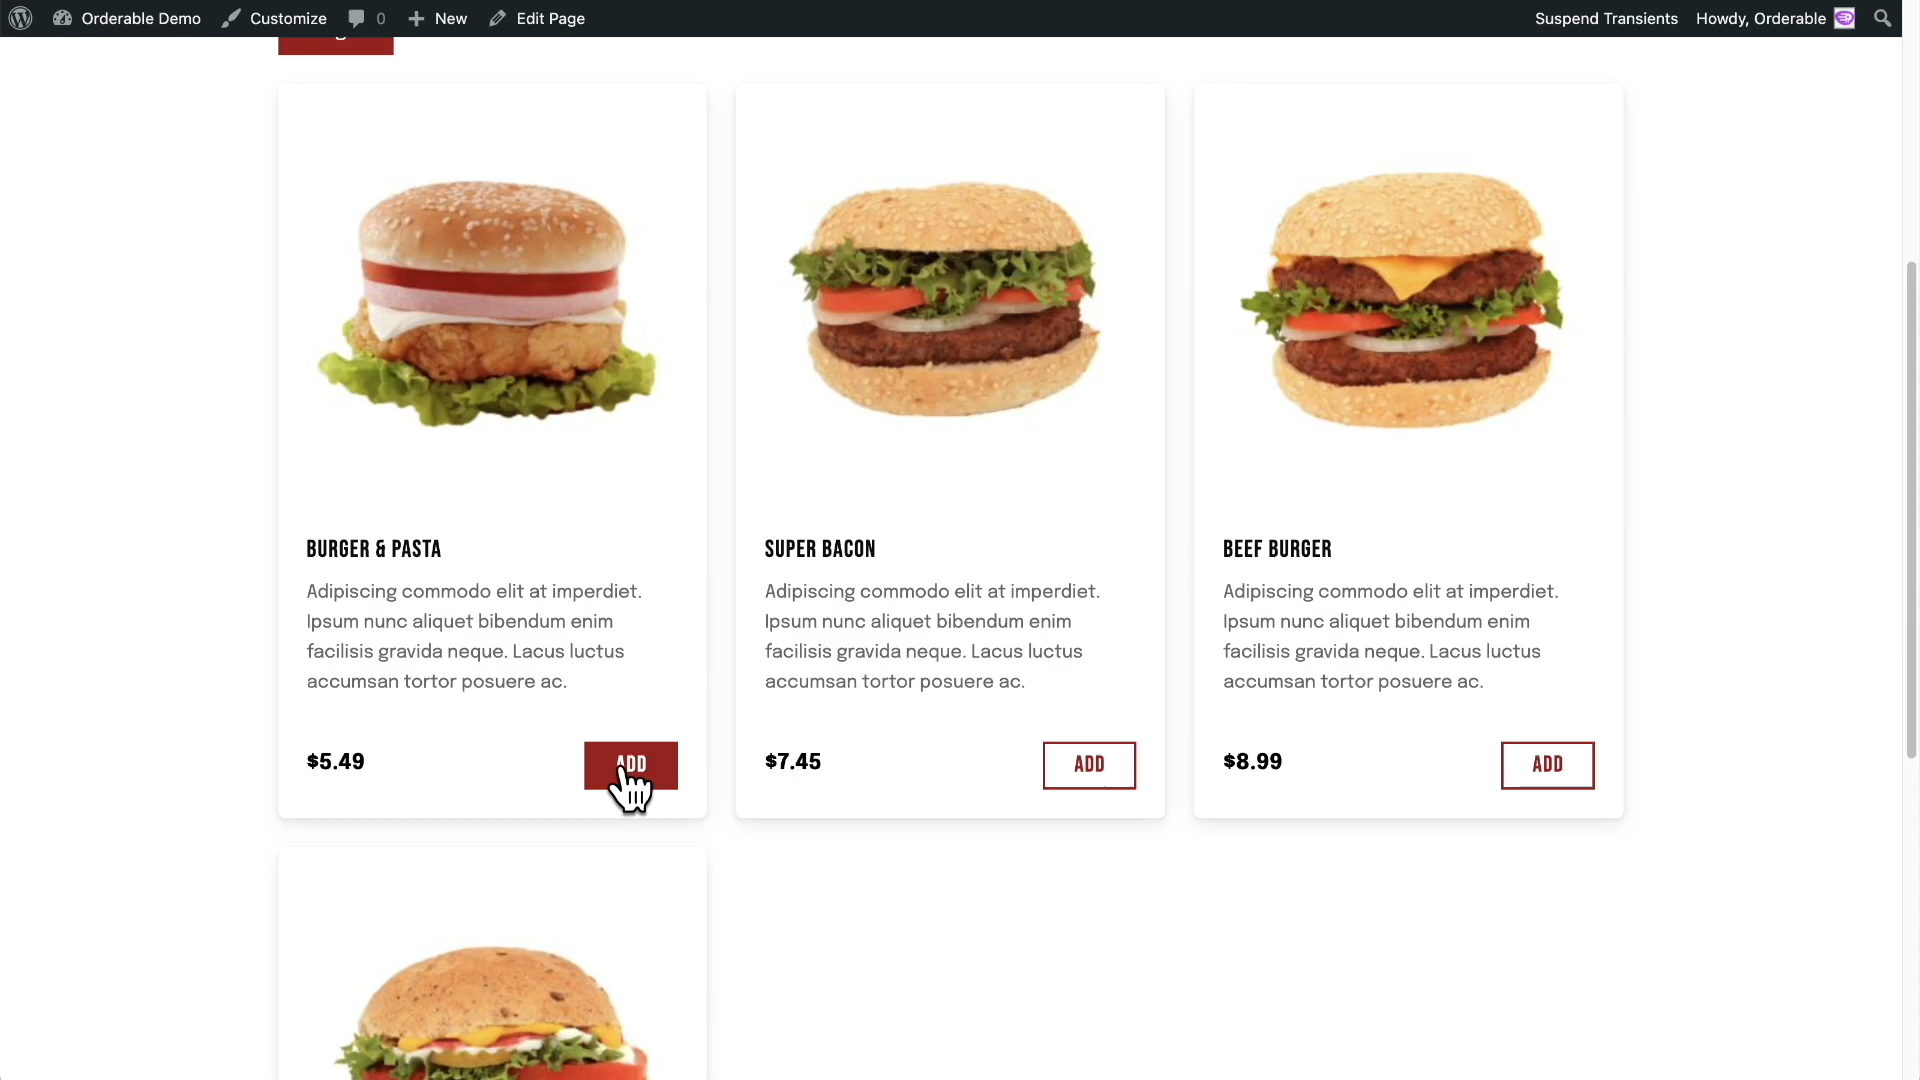 Orderable Demo Customize 0 New Edit Page Suspend Transients Howdy, Orderable
BURGER & PASTA
Adipiscing commodo elit at imperdiet.
Ipsum nunc aliquet bibendum enim
facilisis gravida neque. Lacus luctus
accumsan tortor posuere ac.
$5.49 ADD
SUPER BACON
Adipiscing commodo elit at imperdiet.
Ipsum nunc aliquet bibendum enim
facilisis gravida neque. Lacus luctus
accumsan tortor posuere ac.
$7.45 ADD
BEEF BURGER
Adipiscing commodo elit at imperdiet.
Ipsum nunc aliquet bibendum enim
facilisis gravida neque. Lacus luctus
accumsan tortor posuere ac.
$8.99 ADD